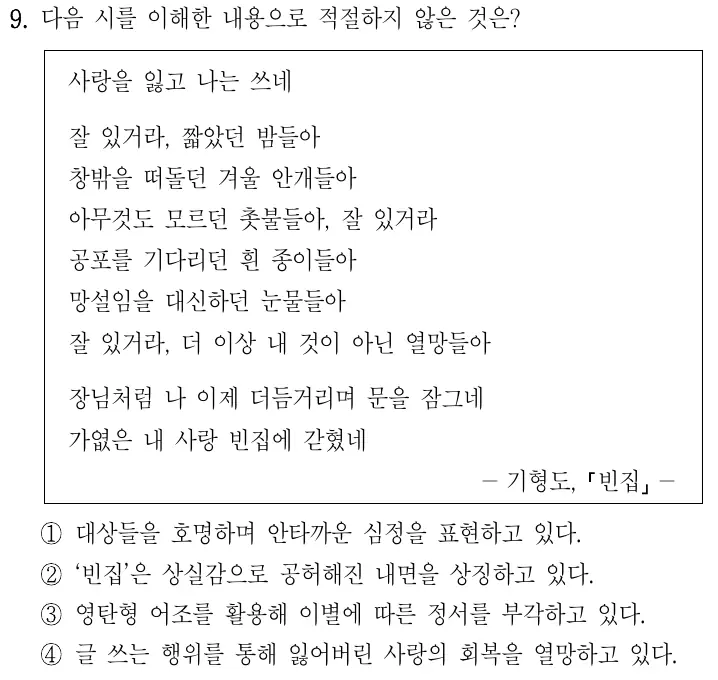 9. 다음 시를 이해한 내용으로 적절하지 않은 것은?
사랑을 잃고 나는 쓰네
잘 있거라, 짧았던 밤들아
창밖을 떠돌던 겨울 안개들아
아무것도 모르던 촛불들아, 잘 있거라
공포를 기다리던 흰 종이들아
망설임을 대신하던 눈물들아
잘 있거라, 더 이상 내 것이 아닌 열망들아
장님처럼 나 이제 더듬거리며 문을 잠그네
가엾은 내 사랑 빈집에 갇혔네
- 기형도, 「빈집」 -
① 대상들을 호명하며 안타까운 심정을 표현하고 있다.
② ‘빈집’은 상실감으로 공허해진 내면을 상징하고 있다.
③ 영탄형 어조를 활용해 이별에 따른 정서를 부각하고 있다.
④ 글 쓰는 행위를 통해 잃어버린 사랑의 회복을 열망하고 있다.